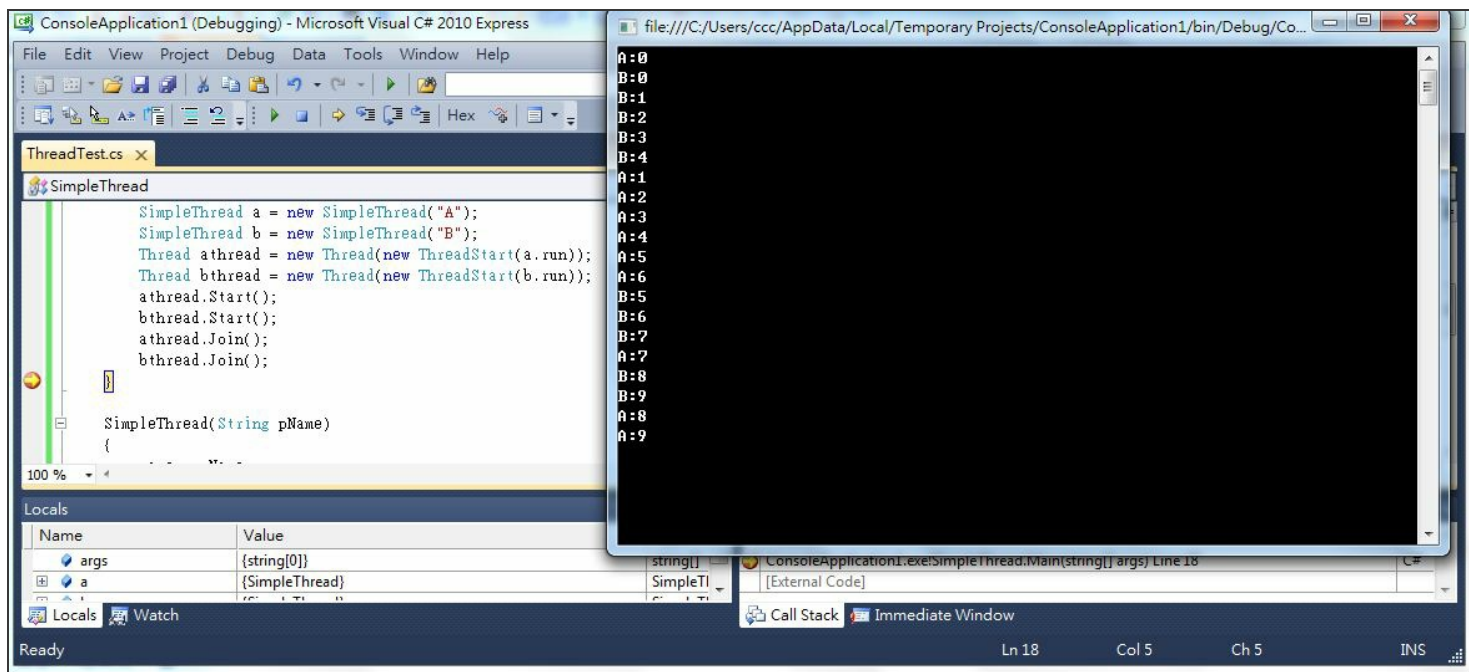 ConsoleApplication1 (Debugging) - Microsoft Visual C# 2010 Express
File Edit View Project Debug Data Tools Window Help
Hex
ThreadTest.cs
SimpleThread
SimpleThread a = new SimpleThread("A");
SimpleThread b = new SimpleThread("B");
Thread athread = new Thread(new ThreadStart(a.run));
Thread bthread = new Thread(new ThreadStart(b.run));
athread.Start();
bthread.Start();
athread.Join();
bthread.Join();
}
SimpleThread(String pName)
{
100 %
Locals
Name Value
args {string[0]} string[]
a {SimpleThread} SimpleTl
Locals Watch
file:///C:/Users/ccc/AppData/Local/Temporary Projects/ConsoleApplication1/bin/Debug/Co...
A:0
B:0
B:1
B:2
B:3
B:4
A:1
A:2
A:3
A:4
A:5
A:6
B:5
B:6
B:7
A:7
B:8
B:9
A:8
A:9
ConsoleApplication1.exe!SimpleThread.Main(string[] args) Line 18 C#
[External Code]
Call Stack Immediate Window
Ready Ln 18 Col 5 Ch 5 INS